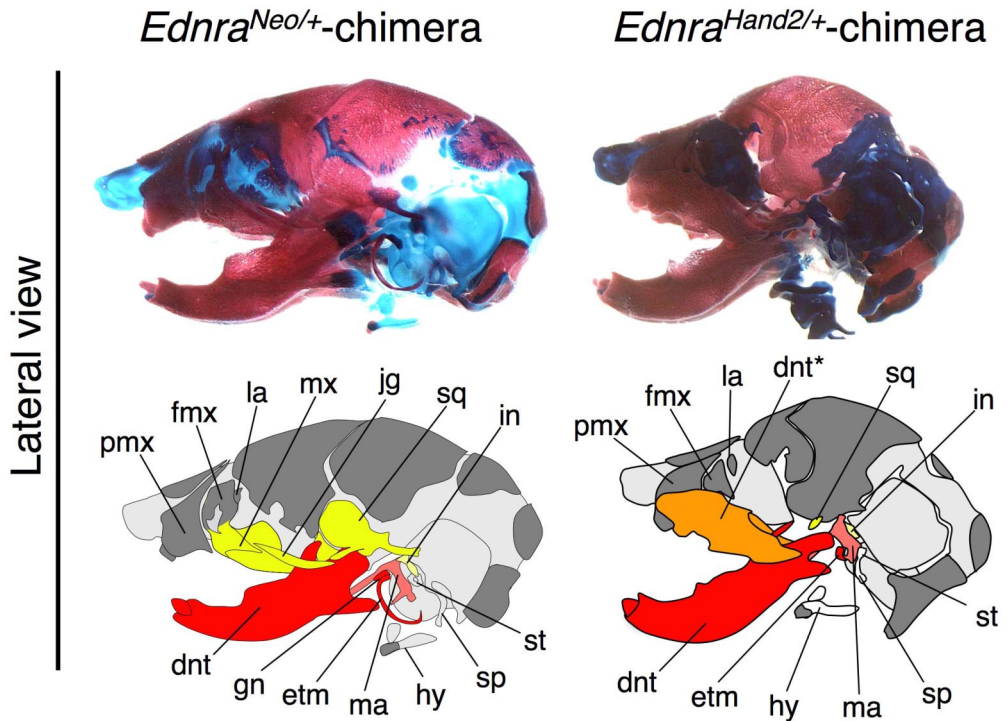 Ednra^Neo/+-chimera
Ednra^Hand2/+-chimera
Lateral view
pmx
fmx
la
mx
jg
sq
in
dnt
gn
etm
ma
hy
sp
st
pmx
fmx
la
dnt*
sq
in
dnt
etm
hy
ma
sp
st